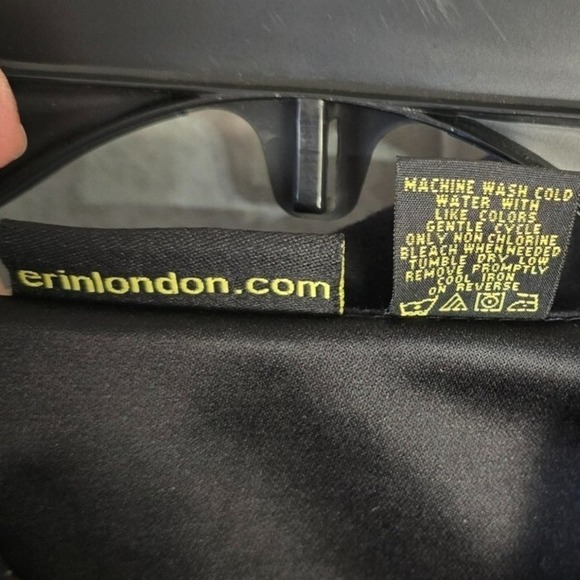 erinlondon.com
MACHINE WASH COLD
WATER WITH
LIKE COLORS
GENTLE CYCLE
ONLY NON CHLORINE
BLEACH WHEN NEEDED
TUMBLE DRY LOW
REMOVE PROMPTLY
COOL IRON
ON REVERSE